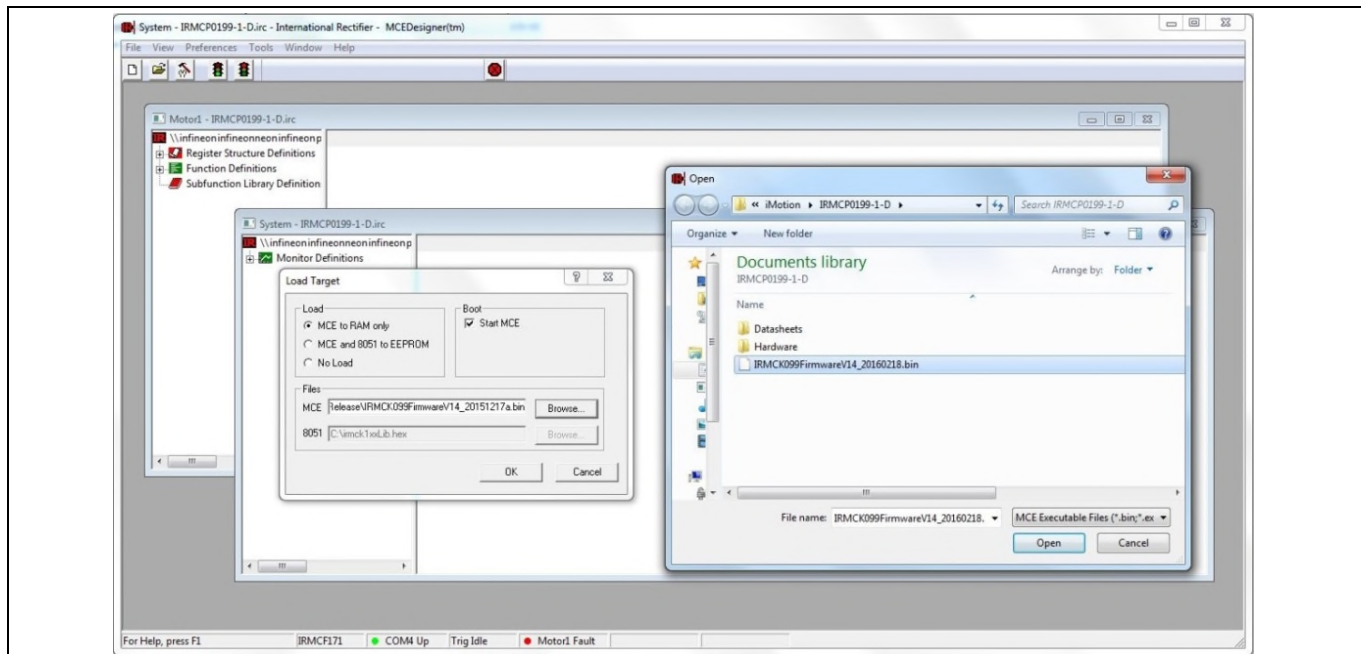 System - IRMCP0199-1-D.irc - International Rectifier - MCEDesigner(tm)
File View Preferences Tools Window Help
Motor1 - IRMCP0199-1-D.irc
\\infineoninfineonneoninfineonp
Register Structure Definitions
Function Definitions
Subfunction Library Definition
System - IRMCP0199-1-D.irc
\\infineoninfineonneoninfineonp
Monitor Definitions
Load Target
Load
MCE to RAM only
MCE and 8051 to EEPROM
No Load
Boot
Start MCE
Files
MCE Release\IRMCK099FirmwareV14_20151217a.bin Browse...
8051 C:\irmck1xxLib.hex Browse...
OK Cancel
Open
« iMotion IRMCP0199-1-D Search IRMCP0199-1-D
Organize New folder
Documents library
IRMCP0199-1-D
Arrange by: Folder
Name
Datasheets
Hardware
IRMCK099FirmwareV14_20160218.bin
File name: IRMCK099FirmwareV14_20160218. MCE Executable Files (*.bin;*.ex
Open Cancel
For Help, press F1 IRMCF171 COM4 Up Trig Idle Motor1 Fault